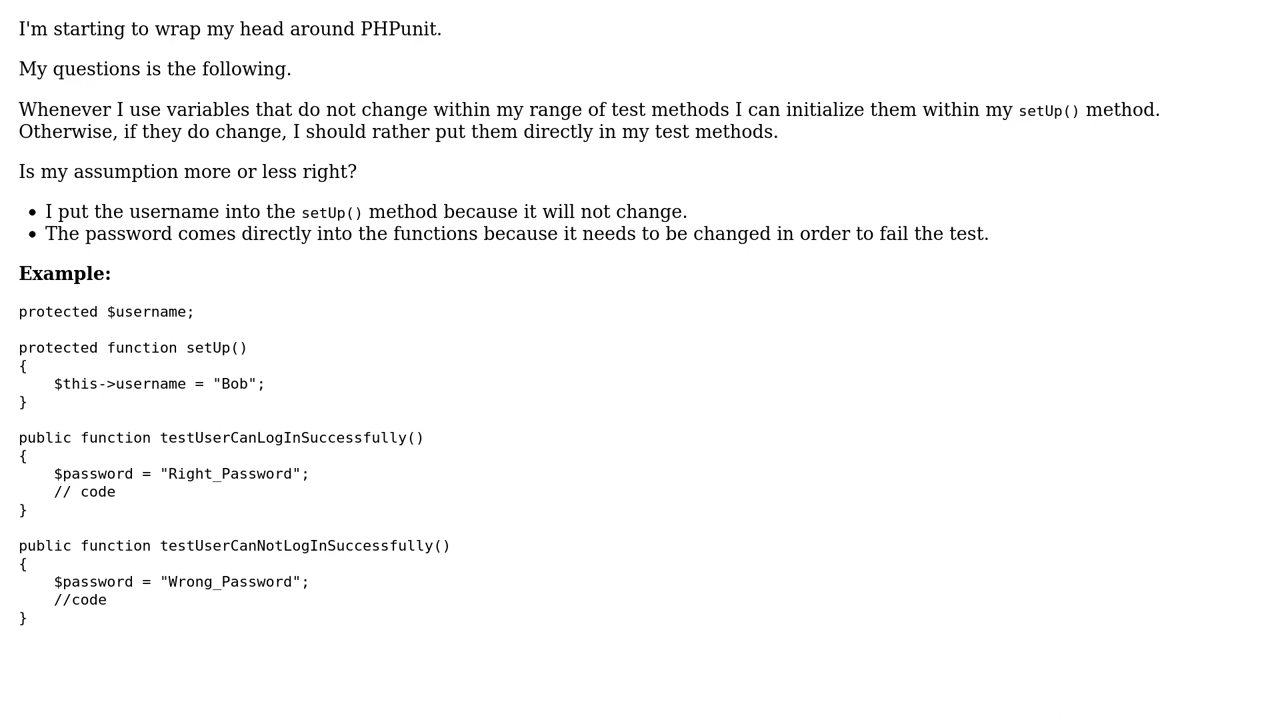 I'm starting to wrap my head around PHPunit.
My questions is the following.
Whenever I use variables that do not change within my range of test methods I can initialize them within my setUp() method.
Otherwise, if they do change, I should rather put them directly in my test methods.
Is my assumption more or less right?
• I put the username into the setUp() method because it will not change.
• The password comes directly into the functions because it needs to be changed in order to fail the test.
Example:
protected $username;
protected function setUp()
{
    $this->username = "Bob";
}
public function testUserCanLogInSuccessfully()
{
    $password = "Right_Password";
    // code
}
public function testUserCanNotLogInSuccessfully()
{
    $password = "Wrong_Password";
    //code
}